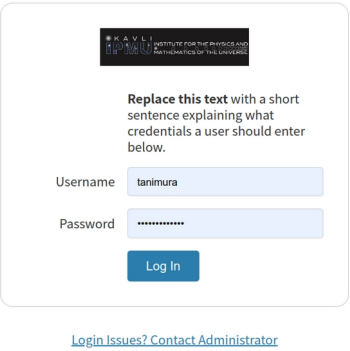 KAVLI
IPMU INSTITUTE FOR THE PHYSICS AND
MATHEMATICS OF THE UNIVERSE
Replace this text with a short
sentence explaining what
credentials a user should enter
below.
Username tanimura
Password •••••••••••••
Log In
Login Issues? Contact Administrator